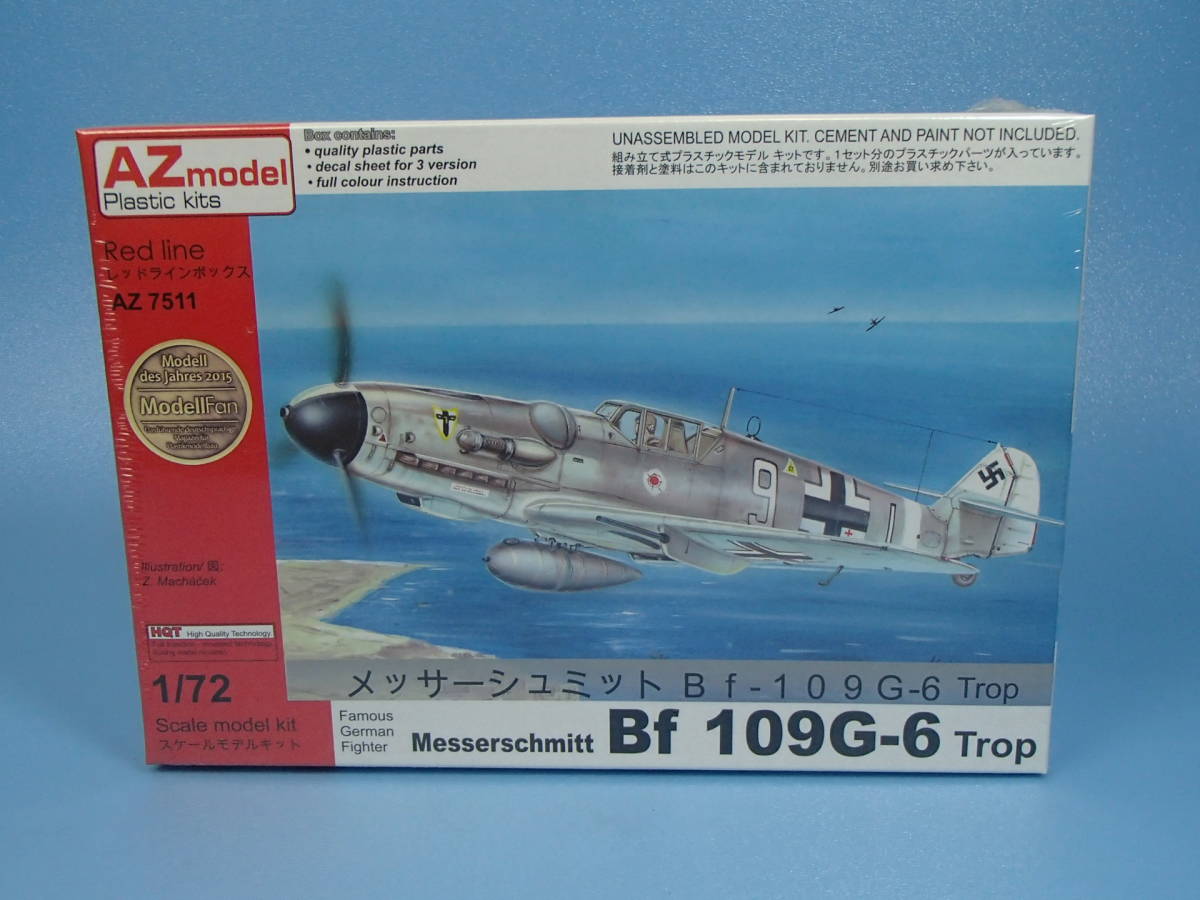 AZmodel
Plastic kits
Box contains:
• quality plastic parts
• decal sheet for 3 version
• full colour instruction
UNASSEMBLED MODEL KIT. CEMENT AND PAINT NOT INCLUDED.
組み立て式プラスチックモデル キットです。1セット分のプラスチックパーツが入っています。
接着剤と塗料はこのキットに含まれておりません。別途お買い求め下さい。
Red line
レッドラインボックス
AZ 7511
Modell
des Jahres 2015
ModellFan
9
Illustration/ 図:
Z. Macháček
HQT High Quality Technology
1/72
Scale model kit
スケールモデルキット
メッサーシュミット Bf-109G-6 Trop
Famous
German
Fighter
Messerschmitt Bf 109G-6 Trop